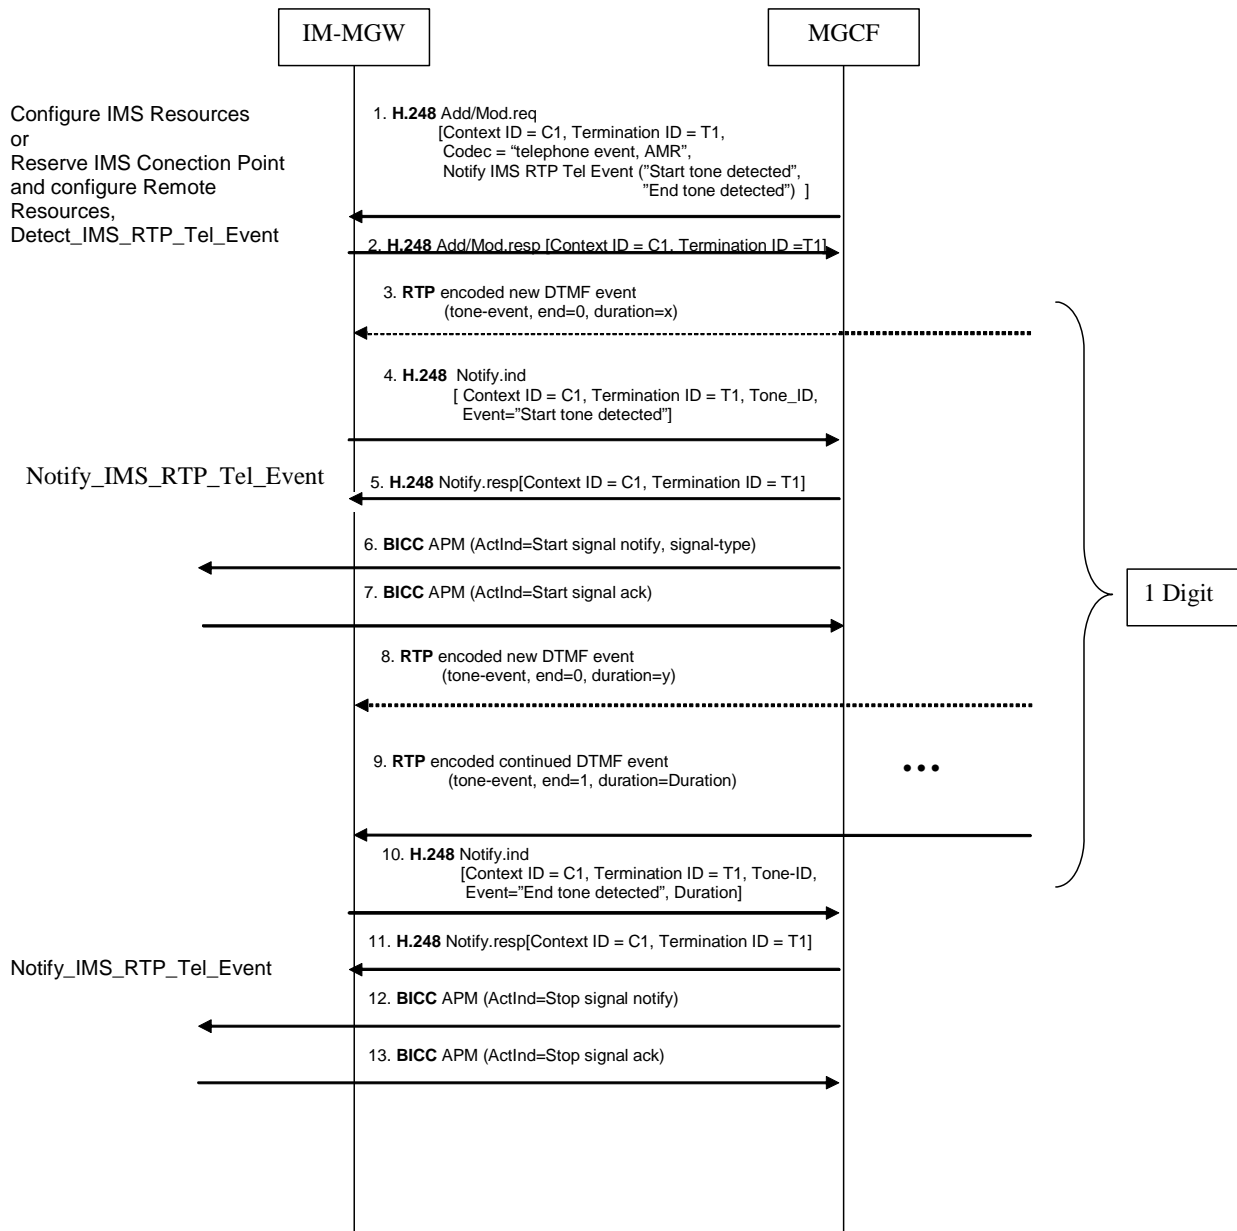 IM-MGW
MGCF
Configure IMS Resources
or
Reserve IMS Conection Point
and configure Remote
Resources,
Detect_IMS_RTP_Tel_Event
1. H.248 Add/Mod.req
[Context ID = C1, Termination ID = T1,
Codec = “telephone event, AMR”,
Notify IMS RTP Tel Event (”Start tone detected”,
”End tone detected”) ]
2. H.248 Add/Mod.resp [Context ID = C1, Termination ID =T1]
3. RTP encoded new DTMF event
(tone-event, end=0, duration=x)
4. H.248 Notify.ind
[ Context ID = C1, Termination ID = T1, Tone_ID,
Event=”Start tone detected”]
Notify_IMS_RTP_Tel_Event
5. H.248 Notify.resp[Context ID = C1, Termination ID = T1]
6. BICC APM (ActInd=Start signal notify, signal-type)
7. BICC APM (ActInd=Start signal ack)
1 Digit
8. RTP encoded new DTMF event
(tone-event, end=0, duration=y)
9. RTP encoded continued DTMF event
(tone-event, end=1, duration=Duration)
...
10. H.248 Notify.ind
[Context ID = C1, Termination ID = T1, Tone-ID,
Event=”End tone detected”, Duration]
11. H.248 Notify.resp[Context ID = C1, Termination ID = T1]
Notify_IMS_RTP_Tel_Event
12. BICC APM (ActInd=Stop signal notify)
13. BICC APM (ActInd=Stop signal ack)